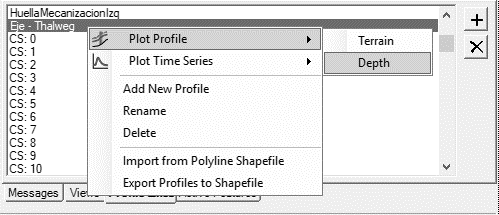 HuellaMecanizacionIzq
Eje - Thalweg
CS: 0
CS: 1
CS: 2
CS: 3
CS: 4
CS: 5
CS: 6
CS: 7
CS: 8
CS: 9
CS: 10
Plot Profile
Plot Time Series
Add New Profile
Rename
Delete
Import from Polyline Shapefile
Export Profiles to Shapefile
Terrain
Depth
Messages